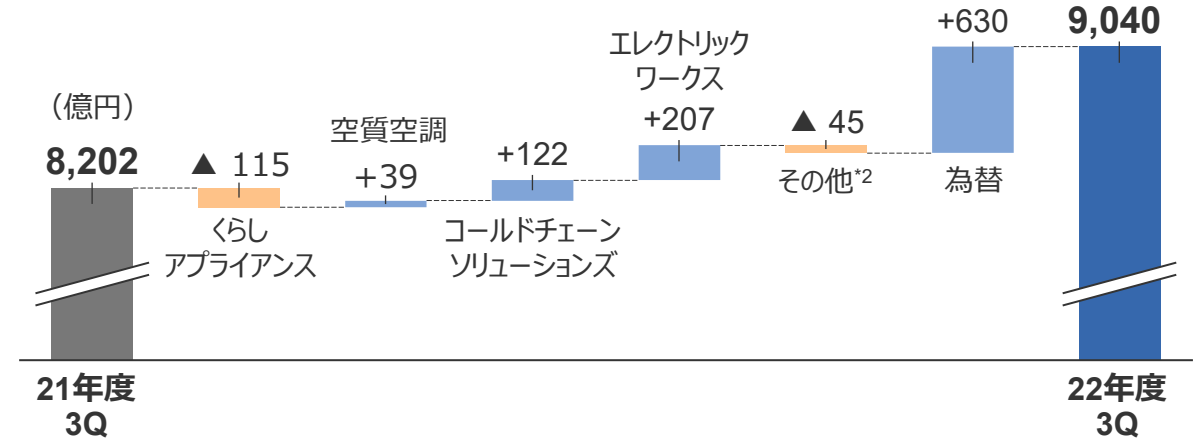 (億円)
8,202
▲ 115
くらし
アプライアンス
空質空調
+39
+122
コールドチェーン
ソリューションズ
エレクトリック
ワークス
+207
▲ 45
その他*2
+630
為替
9,040
21年度
3Q
22年度
3Q